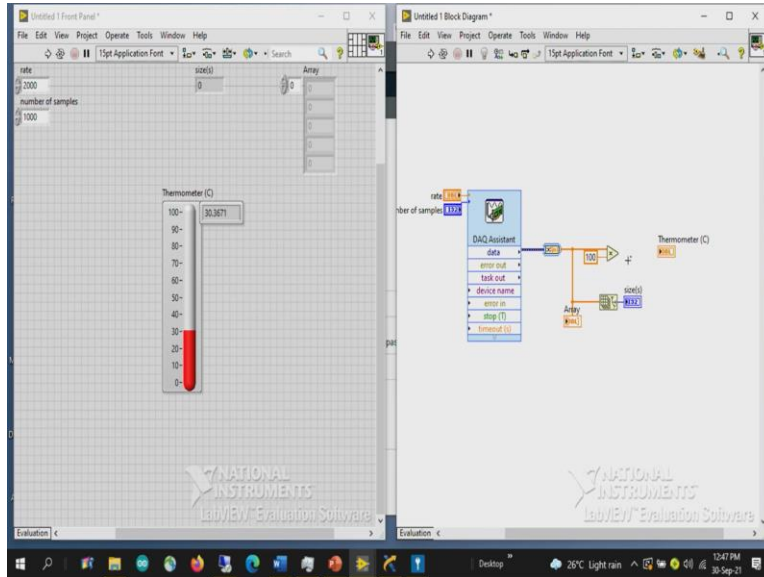 Untitled 1 Front Panel *
File Edit View Project Operate Tools Window Help
15pt Application Font
Search
rate
2000
size(s)
0
Array
0
0
0
0
0
0
number of samples
1000
Thermometer (C)
30.3671
100
90
80
70
60
50
40
30
20
10
0
NATIONAL
INSTRUMENTS
LabVIEW Evaluation Software
Evaluation
Untitled 1 Block Diagram *
File Edit View Project Operate Tools Window Help
15pt Application Font
rate
nber of samples
DAQ Assistant
data
error out
task out
device name
error in
stop (T)
timeout (s)
100
Thermometer (C)
size(s)
Array
NATIONAL
INSTRUMENTS
LabVIEW Evaluation Software
Evaluation
Desktop
26°C Light rain
12:47 PM
30-Sep-21